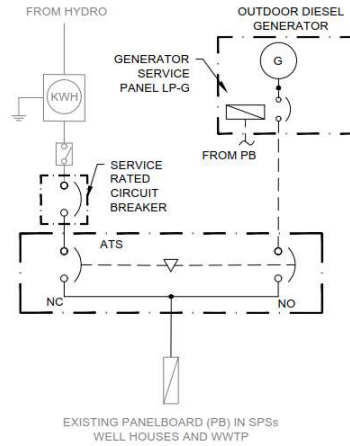 FROM HYDRO
OUTDOOR DIESEL
GENERATOR
GENERATOR
SERVICE
PANEL LP-G
G
KWH
FROM PB
SERVICE
RATED
CIRCUIT
BREAKER
ATS
NC
NO
EXISTING PANELBOARD (PB) IN SPSs
WELL HOUSES AND WWTP